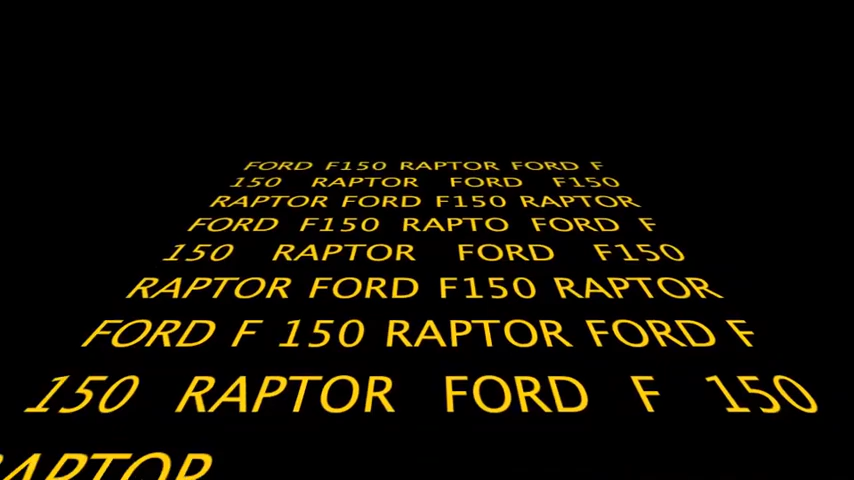 FORD F150 RAPTOR FORD F
150 RAPTOR FORD F150
RAPTOR FORD F150 RAPTOR
FORD F150 RAPTO FORD F
150 RAPTOR FORD F150
RAPTOR FORD F150 RAPTOR
FORD F 150 RAPTOR FORD F
150 RAPTOR FORD F 150
RAPTOR